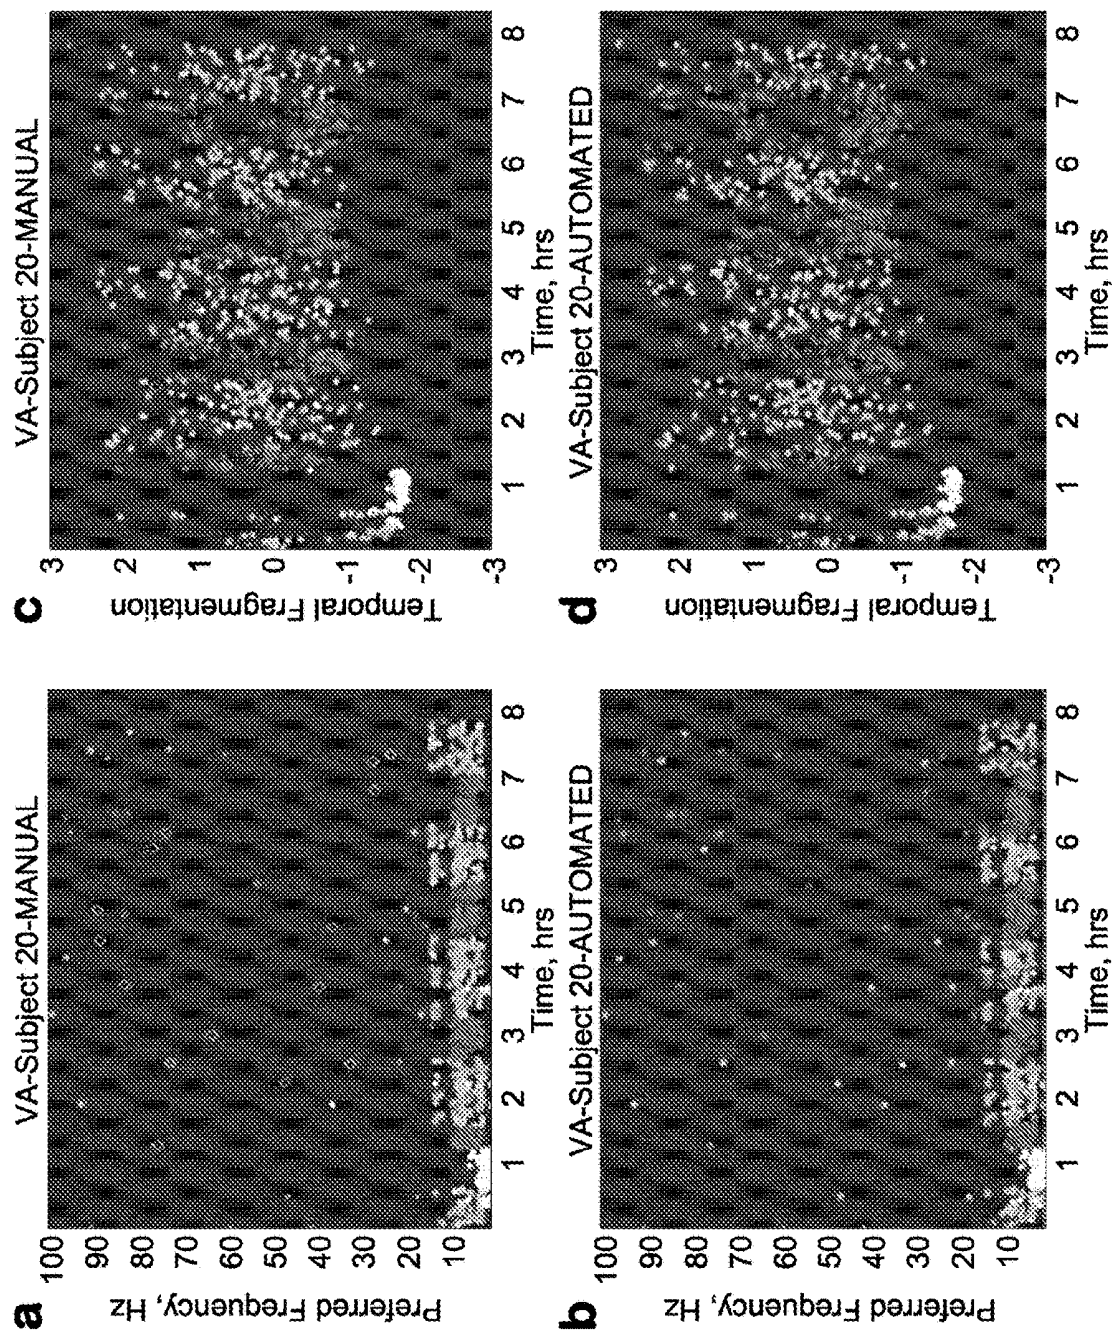 a
VA-Subject 20-MANUAL
Preferred Frequency, Hz
100
90
80
70
60
50
40
30
20
10
1 2 3 4 5 6 7 8
Time, hrs
b
VA-Subject 20-AUTOMATED
Preferred Frequency, Hz
100
90
80
70
60
50
40
30
20
10
1 2 3 4 5 6 7 8
Time, hrs
c
VA-Subject 20-MANUAL
Temporal Fragmentation
3
2
1
0
-1
-2
-3
1 2 3 4 5 6 7 8
Time, hrs
d
VA-Subject 20-AUTOMATED
Temporal Fragmentation
3
2
1
0
-1
-2
-3
1 2 3 4 5 6 7 8
Time, hrs